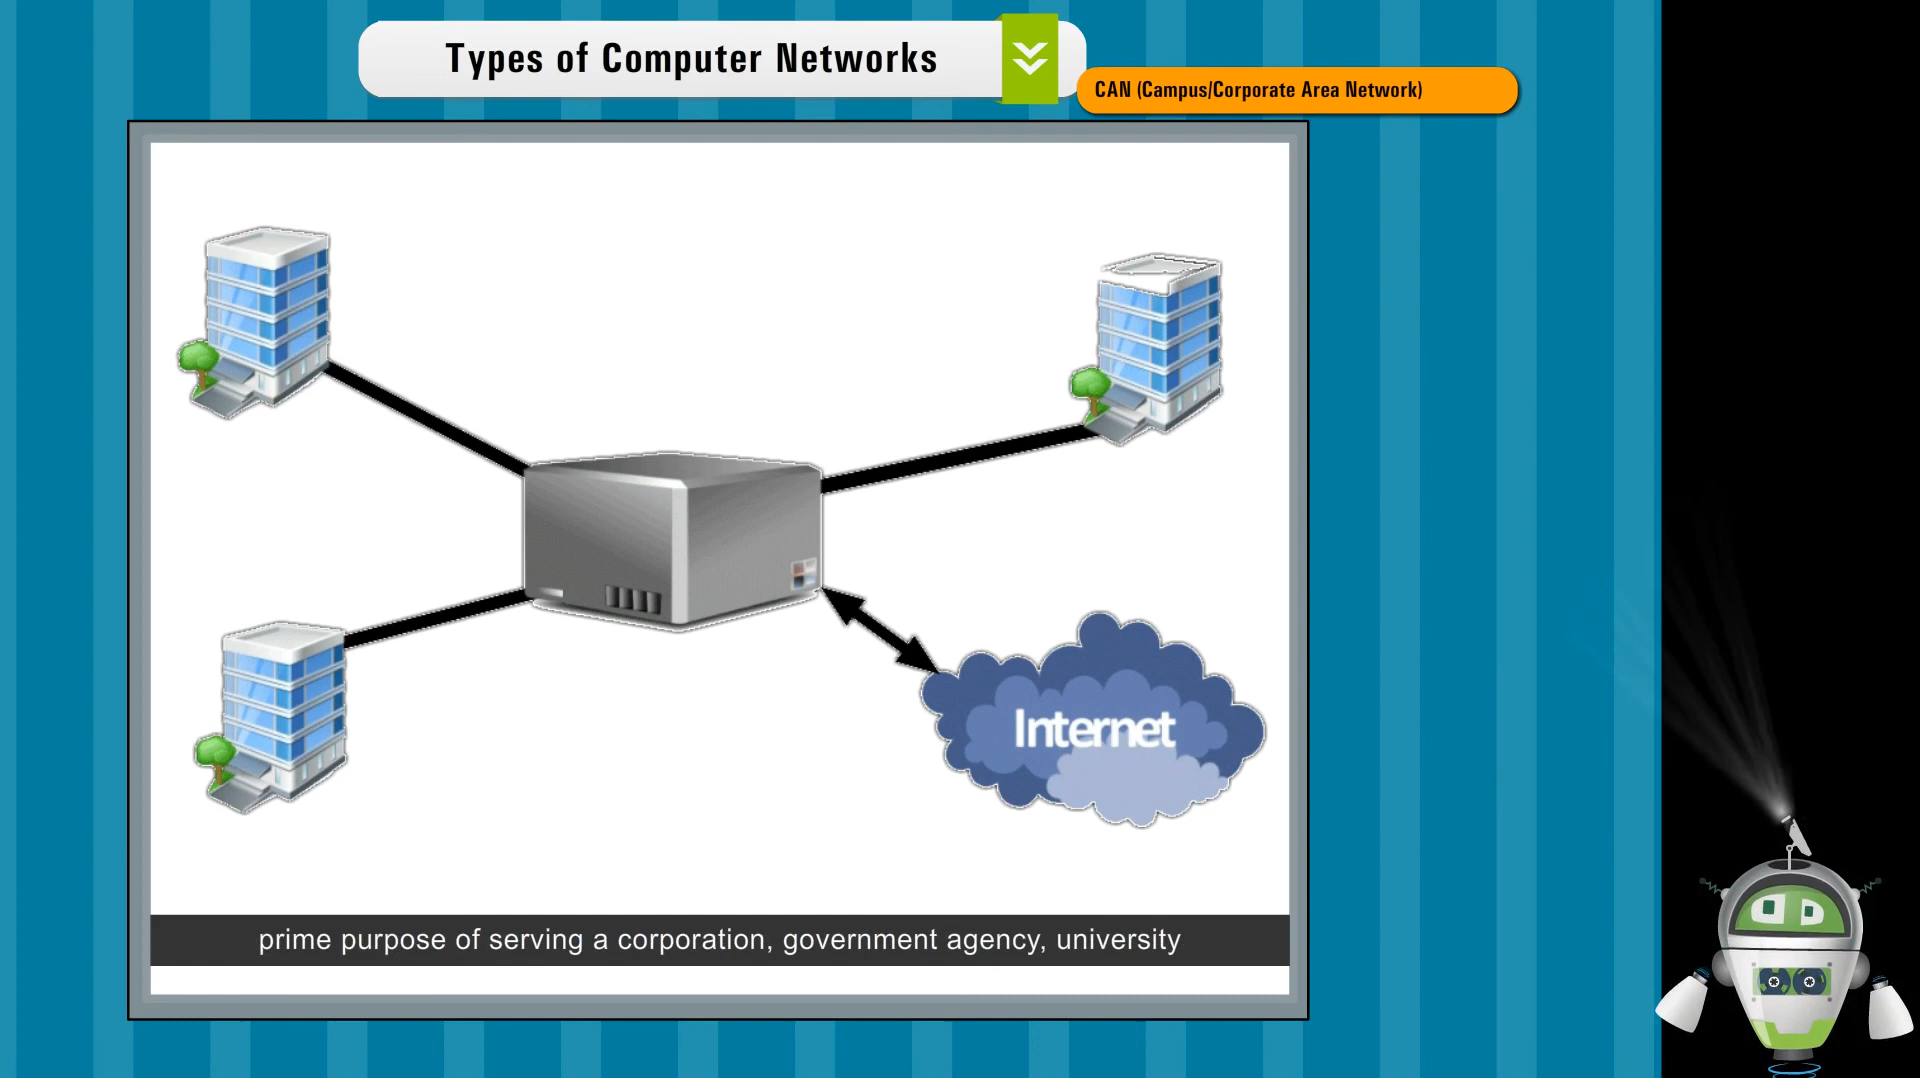 Types of Computer Networks
CAN (Campus/Corporate Area Network)
Internet
prime purpose of serving a corporation, government agency, university